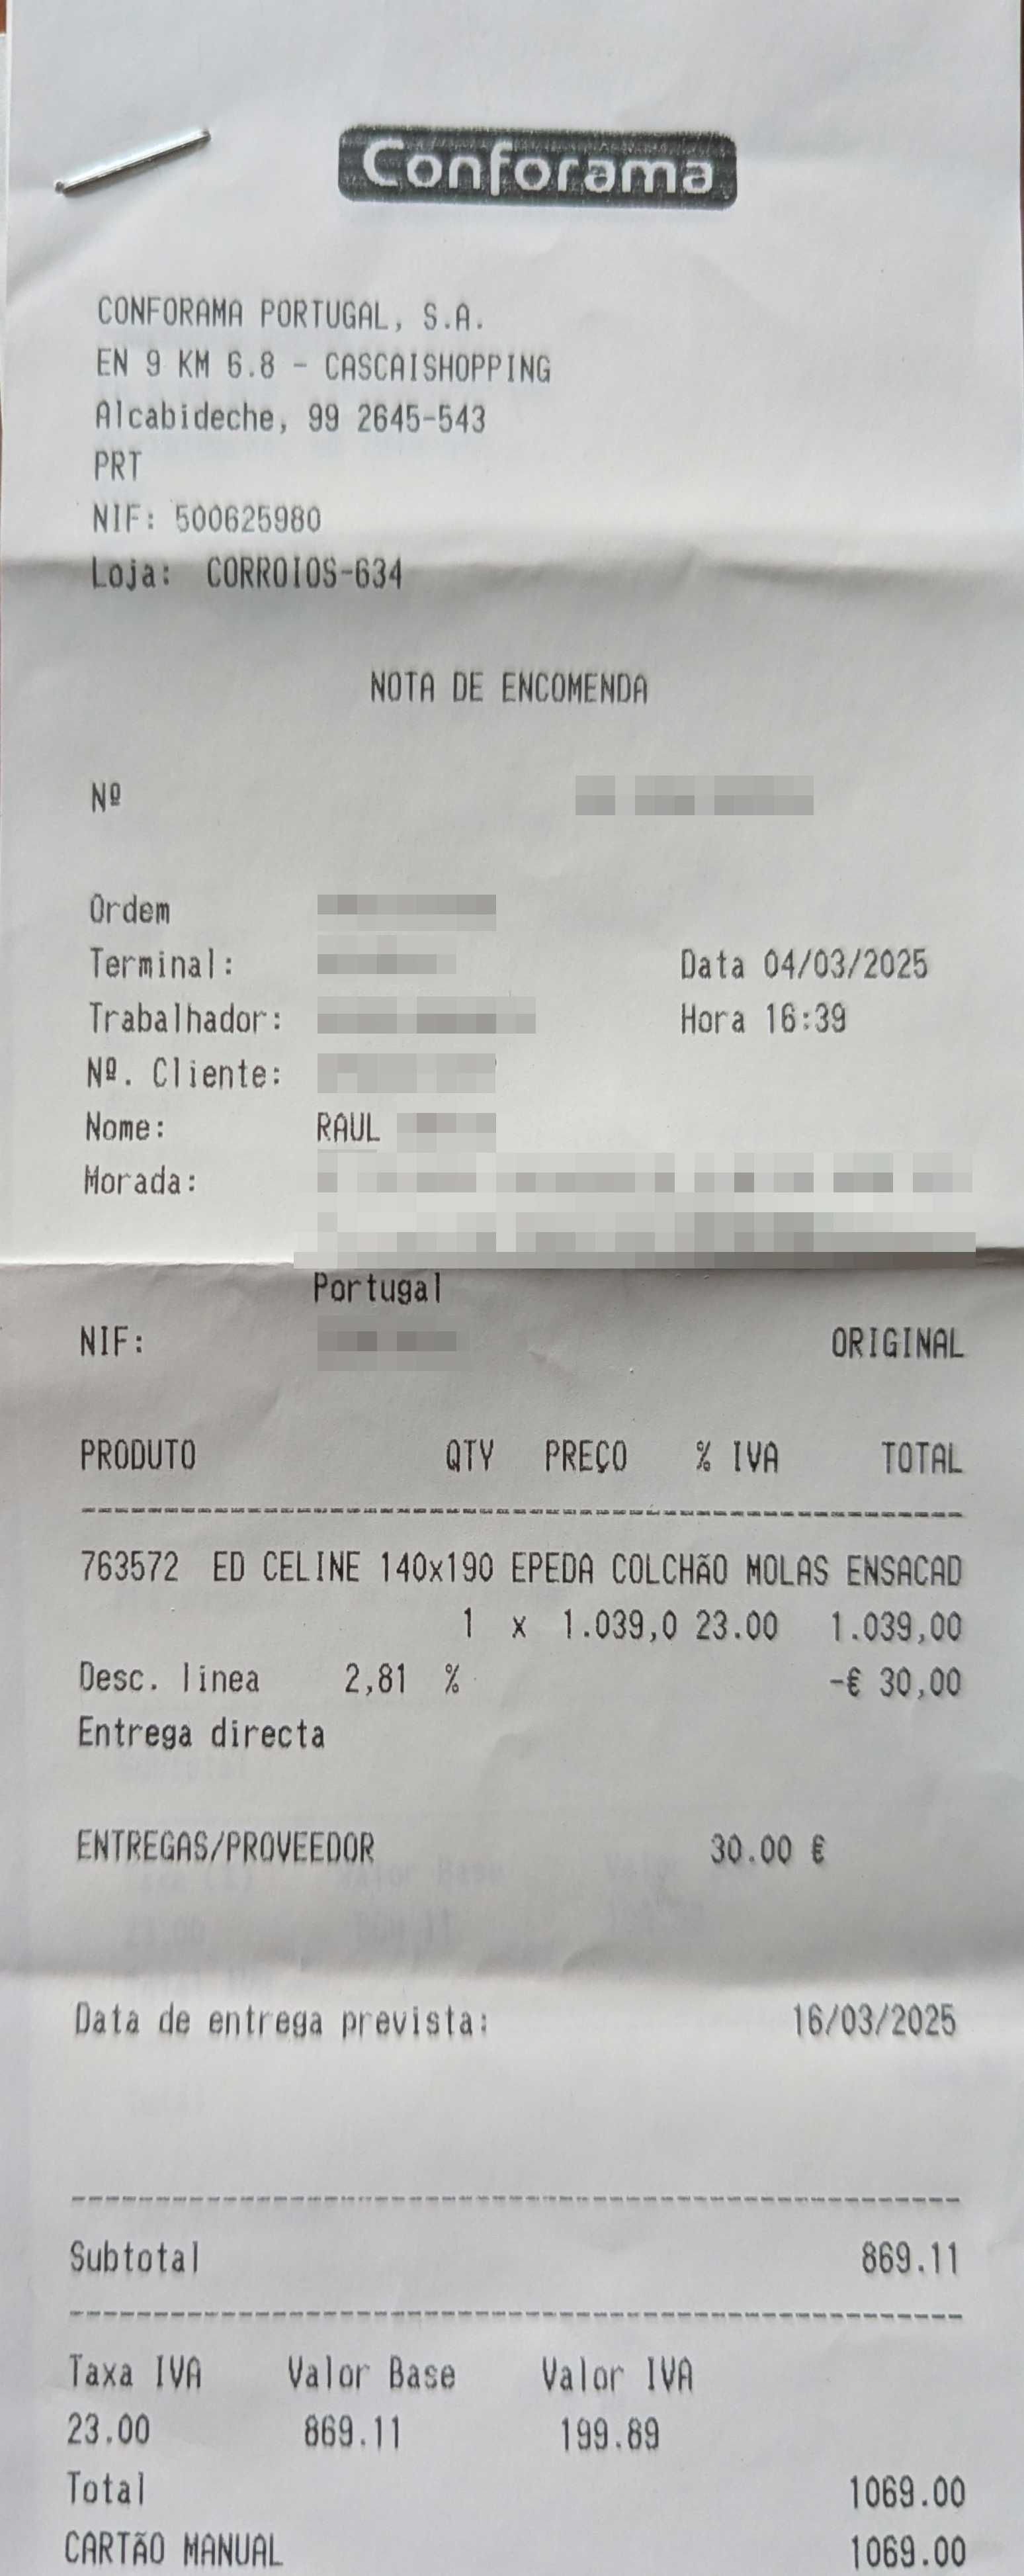 Conforama
CONFORAMA PORTUGAL, S.A.
EN 9 KM 6.8 - CASCAISHOPPING
Alcabideche, 99 2645-543
PRT
NIF: 500625980
Loja: CORROIOS-634
NOTA DE ENCOMENDA
Nº
Ordem
Terminal: Data 04/03/2025
Trabalhador: Hora 16:39
Nº. Cliente:
Nome: RAUL
Morada:
Portugal
NIF: ORIGINAL
PRODUTO QTY PREÇO % IVA TOTAL
763572 ED CELINE 140x190 EPEDA COLCHãO MOLAS ENSACAD
1 x 1.039,0 23.00 1.039,00
Desc. linea 2,81 % -€ 30,00
Entrega directa
ENTREGAS/PROVEEDOR 30.00 €
Data de entrega prevista: 16/03/2025
Subtotal 869.11
Taxa IVA Valor Base Valor IVA
23.00 869.11 199.89
Total 1069.00
CARTãO MANUAL 1069.00